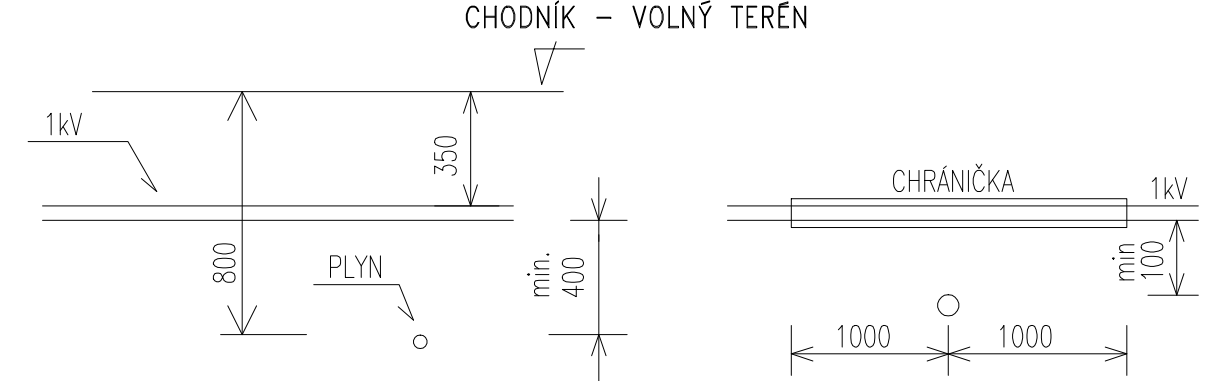 CHODNÍK – VOLNÝ TERÉN
1kV
350
800
PLYN
min.
400
CHRÁNIČKA
1kV
min
100
1000
1000